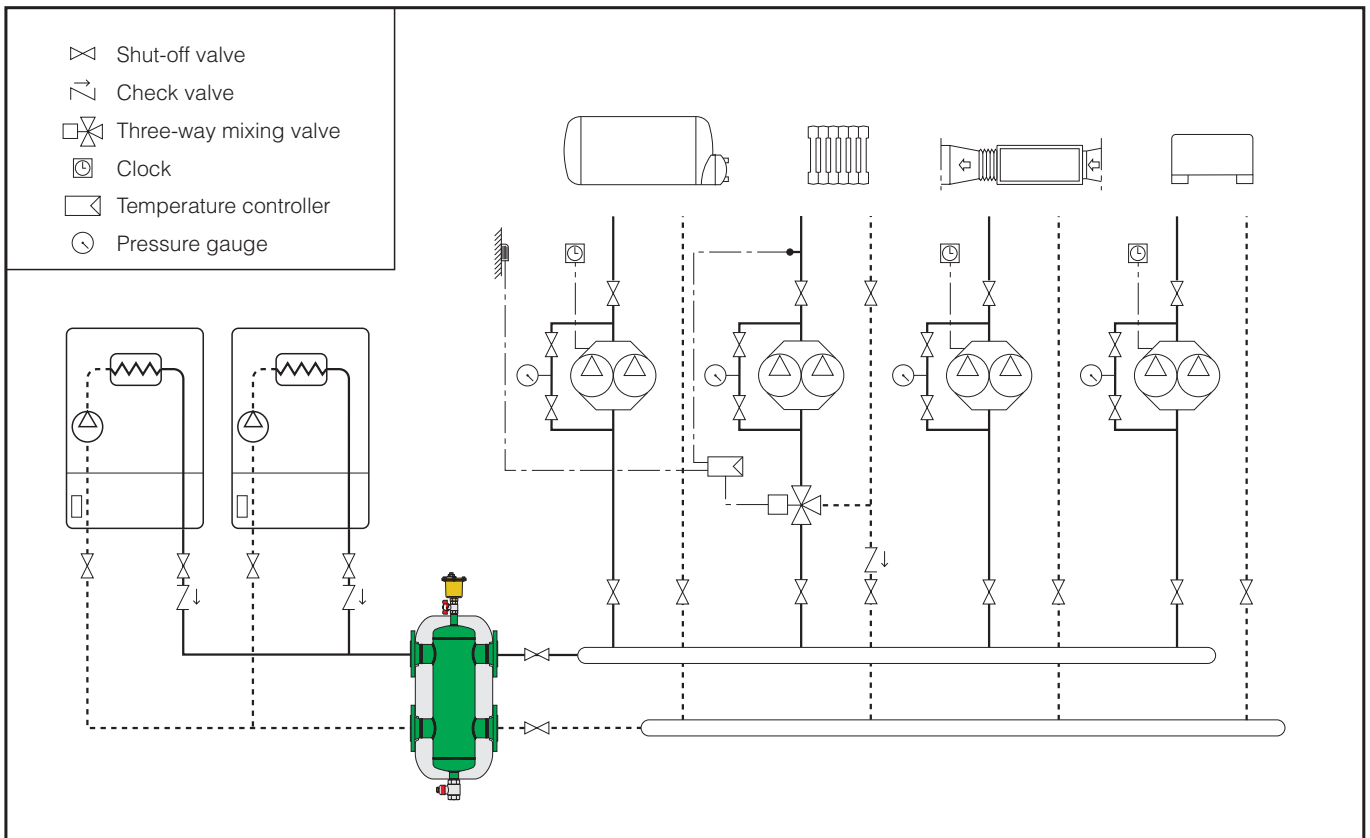 Shut-off valve
Check valve
Three-way mixing valve
Clock
Temperature controller
Pressure gauge